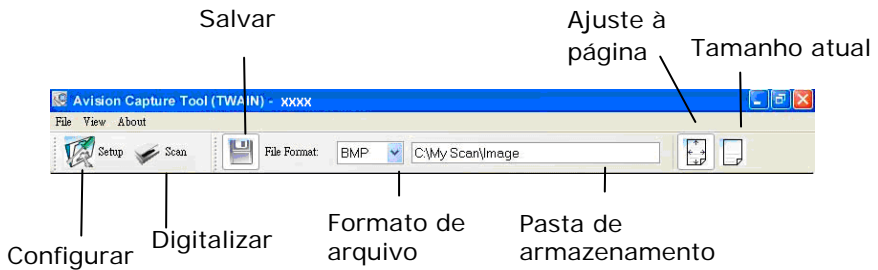 Salvar
Ajuste à
página
Tamanho atual
Avision Capture Tool (TWAIN) - xxxx
File View About
Setup Scan File Format: BMP C:\My Scan\Image
Configurar
Digitalizar
Formato de
arquivo
Pasta de
armazenamento